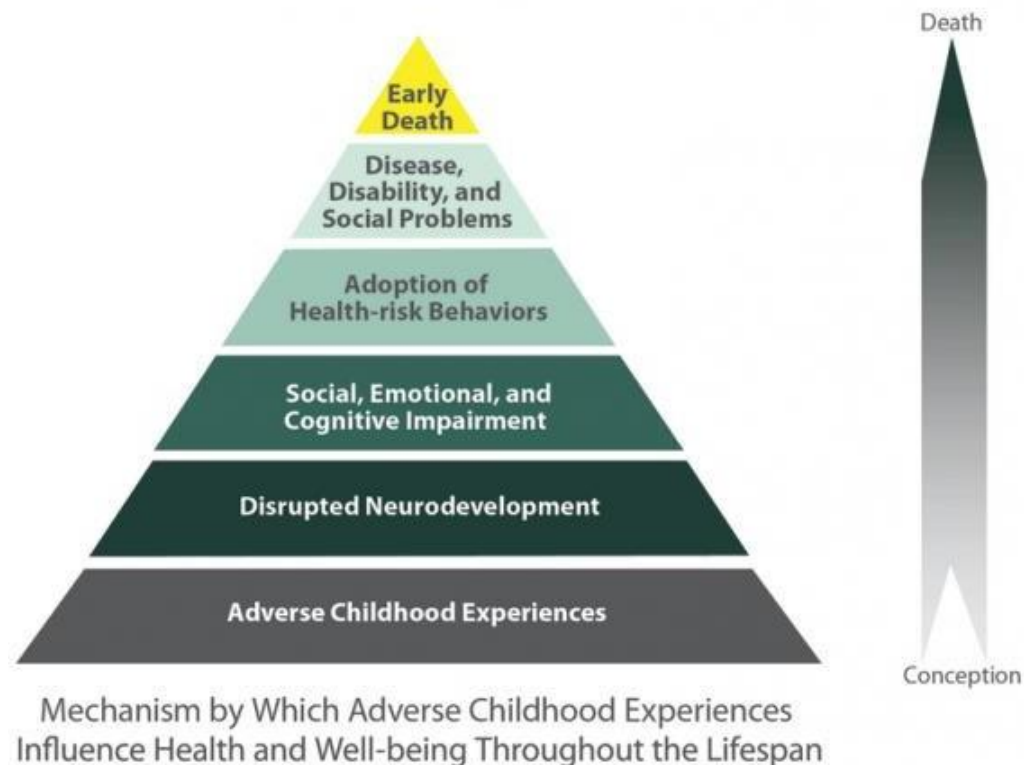 Death
Early
Death
Disease,
Disability, and
Social Problems
Adoption of
Health-risk Behaviors
Social, Emotional, and
Cognitive Impairment
Disrupted Neurodevelopment
Adverse Childhood Experiences
Conception
Mechanism by Which Adverse Childhood Experiences
Influence Health and Well-being Throughout the Lifespan